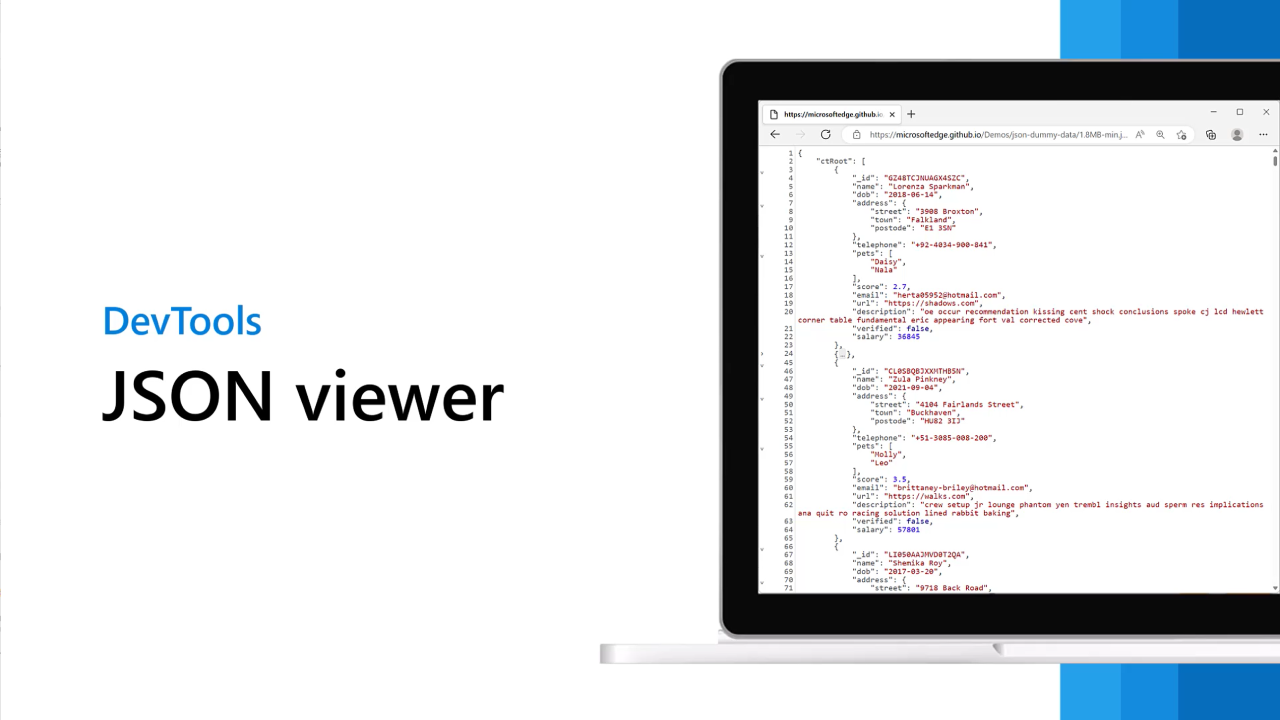 DevTools
JSON viewer
https://microsoftedge.github.io
https://microsoftedge.github.io/Demos/json-dummy-data/1.8MB-min.j...
1 {
2 "ctRoot": [
3 {
4 "_id": "GZ48TCJNUAGX4SZC",
5 "name": "Lorenza Sparkman",
6 "dob": "2018-06-14",
7 "address": {
8 "street": "3908 Broxton",
9 "town": "Falkland",
10 "postode": "E1 3SN"
11 },
12 "telephone": "+92-4034-900-841",
13 "pets": [
14 "Daisy",
15 "Nala"
16 ],
17 "score": 2.7,
18 "email": "herta05952@hotmail.com",
19 "url": "https://shadows.com",
20 "description": "oe occur recommendation kissing cent shock conclusions spoke cj lcd hewlett
corner table fundamental eric appearing fort val corrected cove",
21 "verified": false,
22 "salary": 36845
23 },
24 {…},
45 {
46 "_id": "CL0SBQBJXXMTHB5N",
47 "name": "Zula Pinkney",
48 "dob": "2021-09-04",
49 "address": {
50 "street": "4104 Fairlands Street",
51 "town": "Buckhaven",
52 "postode": "HU82 3IJ"
53 },
54 "telephone": "+51-3085-008-200",
55 "pets": [
56 "Molly",
57 "Leo"
58 ],
59 "score": 3.5,
60 "email": "brittaney-briley@hotmail.com",
61 "url": "https://walks.com",
62 "description": "crew setup jr lounge phantom yen trembl insights aud sperm res implications
ana quit ro racing solution lined rabbit baking",
63 "verified": false,
64 "salary": 57801
65 },
66 {
67 "_id": "LI050AAJMVD0T2QA",
68 "name": "Shemika Roy",
69 "dob": "2017-03-20",
70 "address": {
71 "street": "9718 Back Road",